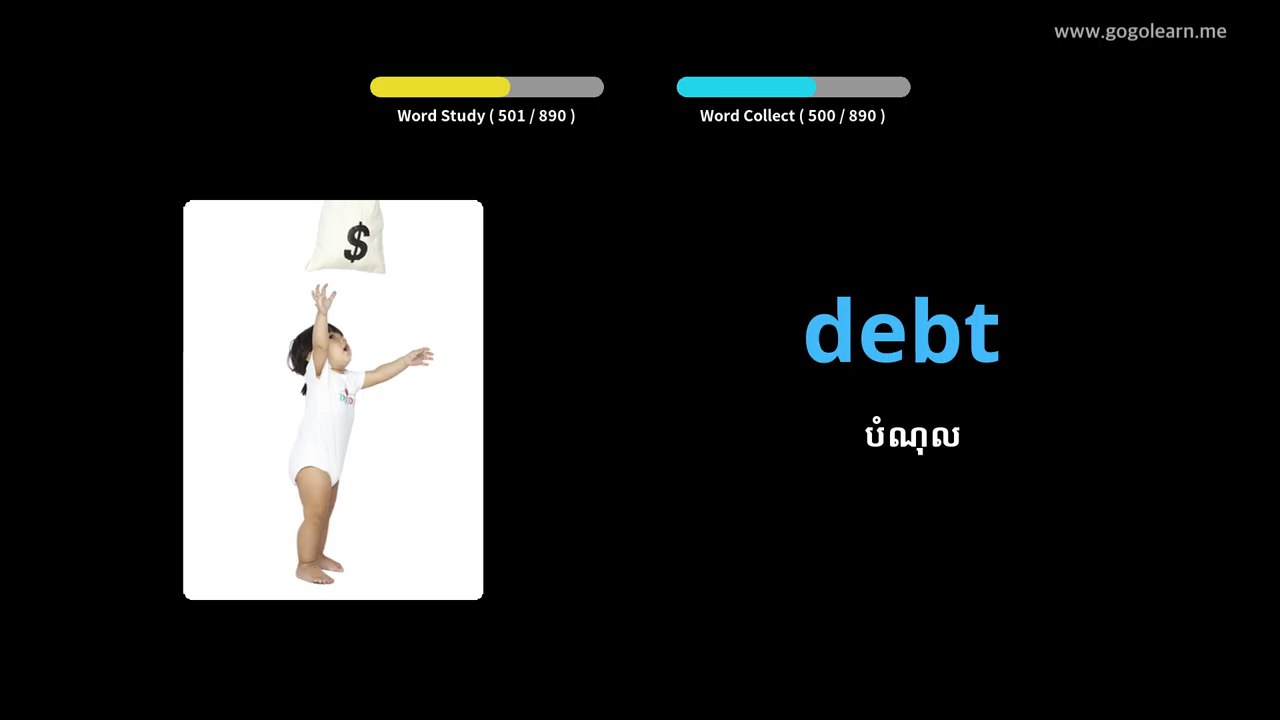 www.gogolearn.me
Word Study ( 501 / 890 )
Word Collect ( 500 / 890 )
$
debt
បំណុល